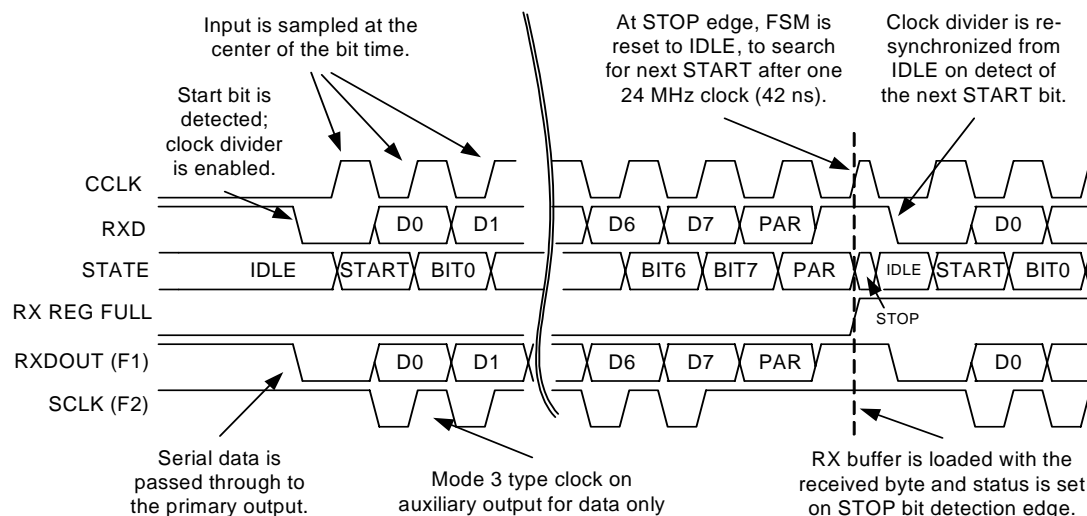 Input is sampled at the
center of the bit time.
At STOP edge, FSM is
reset to IDLE, to search
for next START after one
24 MHz clock (42 ns).
Clock divider is re-
synchronized from
IDLE on detect of
the next START bit.
Start bit is
detected;
clock divider
is enabled.
CCLK
RXD
D0
D1
D6
D7
PAR
D0
STATE
IDLE
START
BIT0
BIT6
BIT7
PAR
IDLE
START
BIT0
STOP
RX REG FULL
RXDOUT (F1)
D0
D1
D6
D7
PAR
D0
SCLK (F2)
Serial data is
passed through to
the primary output.
Mode 3 type clock on
auxiliary output for data only
RX buffer is loaded with the
received byte and status is set
on STOP bit detection edge.